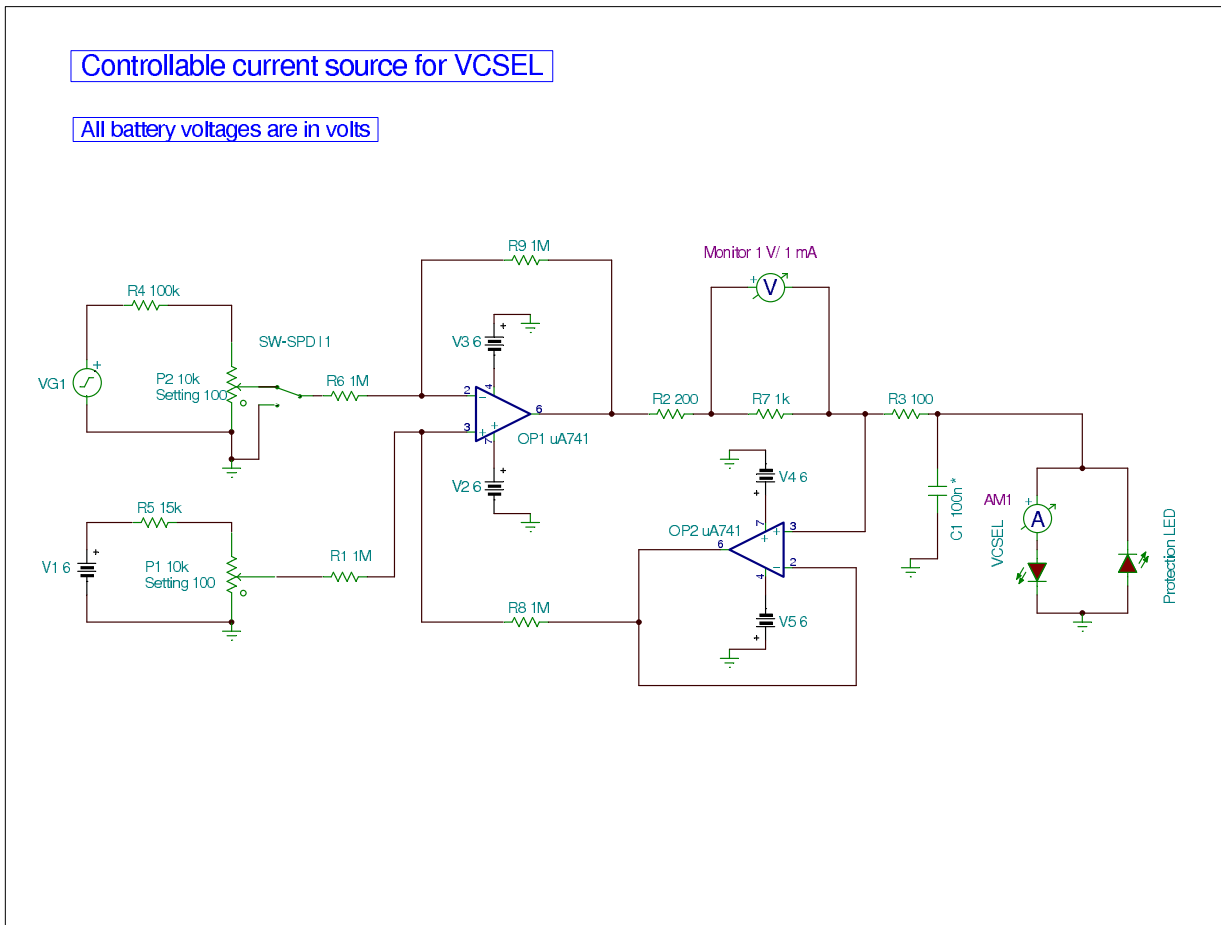 Controllable current source for VCSEL
All battery voltages are in volts
Monitor 1 V/ 1 mA
R9 1M
V
+
R4 100k
SW-SPDT1
V3 6
+
VG1
+
P2 10k
Setting 100
R6 1M
2
4
6
3
7
+
+
OP1 uA741
R2 200
R7 1k
R3 100
V2 6
+
R5 15k
V1 6
+
P1 10k
Setting 100
R1 1M
R8 1M
V4 6
+
OP2 uA741
6
7
3
2
4
+
+
V5 6
+
C1 100n*
AM1
+
A
VCSEL
Protection LED